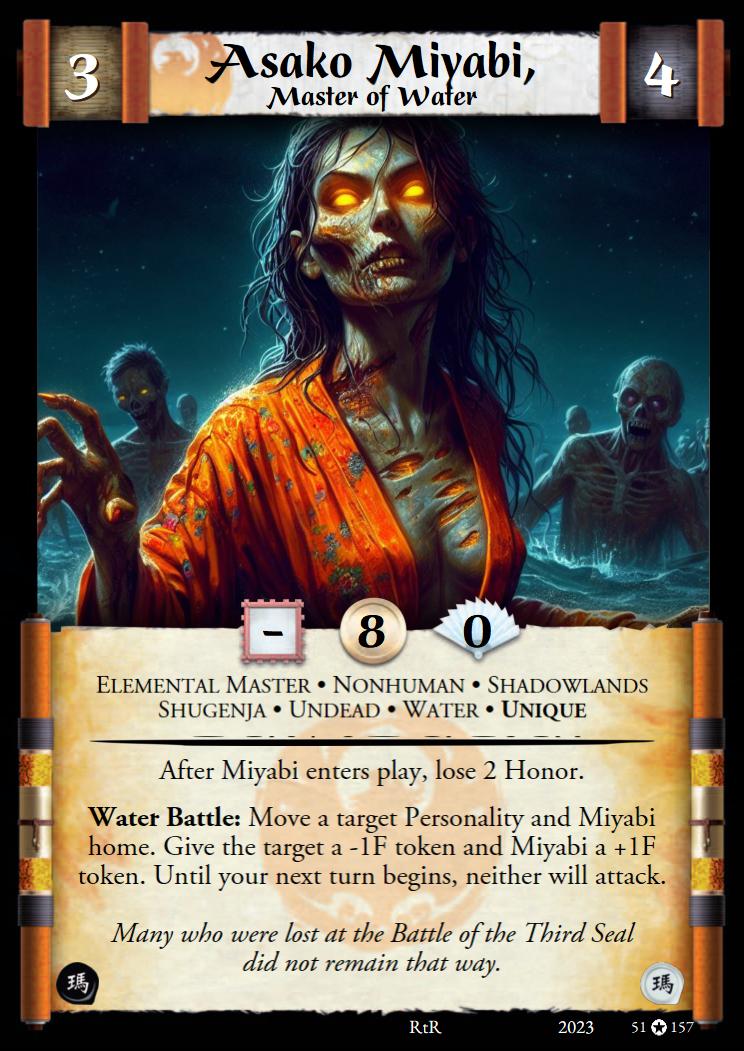 3
Asako Miyabi,
4
Master of Water
-
8
0
Elemental Master • Nonhuman • Shadowlands
Shugenja • Undead • Water • Unique
After Miyabi enters play, lose 2 Honor.
Water Battle: Move a target Personality and Miyabi
home. Give the target a -1F token and Miyabi a +1F
token. Until your next turn begins, neither will attack.
Many who were lost at the Battle of the Third Seal
did not remain that way.
瑪
瑪
RtR
2023
51 ✪ 157